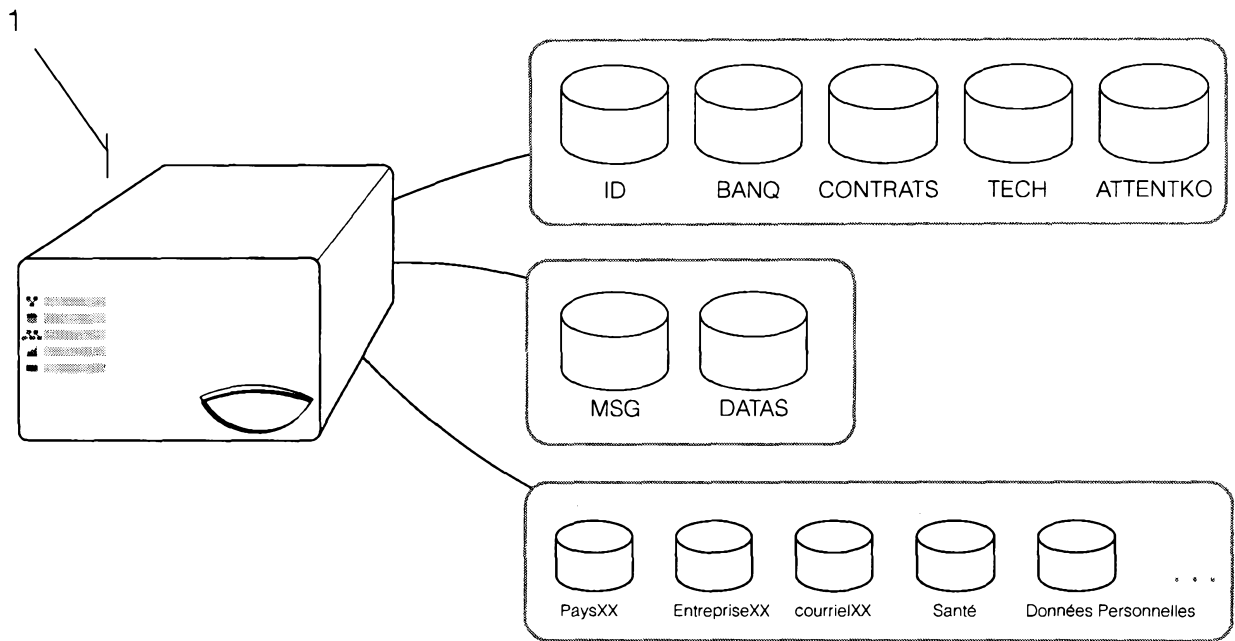 1
ID BANQ CONTRATS TECH ATTENTKO
MSG DATAS
PaysXX EntrepriseXX courrielXX Santé Données Personnelles ...